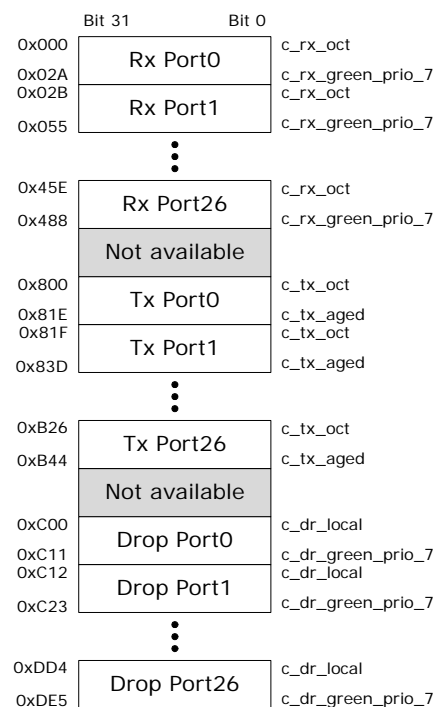 Bit 31 Bit 0
0x000 Rx Port0 c_rx_oct
0x02A c_rx_green_prio_7
0x02B Rx Port1 c_rx_oct
0x055 c_rx_green_prio_7
0x45E Rx Port26 c_rx_oct
0x488 c_rx_green_prio_7
Not available
0x800 Tx Port0 c_tx_oct
0x81E c_tx_aged
0x81F Tx Port1 c_tx_oct
0x83D c_tx_aged
0xB26 Tx Port26 c_tx_oct
0xB44 c_tx_aged
Not available
0xC00 Drop Port0 c_dr_local
0xC11 c_dr_green_prio_7
0xC12 Drop Port1 c_dr_local
0xC23 c_dr_green_prio_7
0xDD4 Drop Port26 c_dr_local
0xDE5 c_dr_green_prio_7